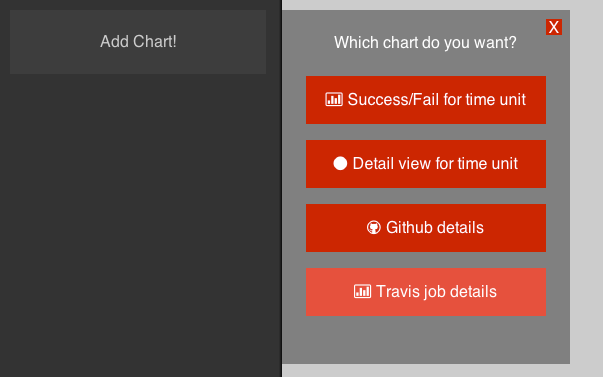 Add Chart!
X
Which chart do you want?
Success/Fail for time unit
Detail view for time unit
Github details
Travis job details